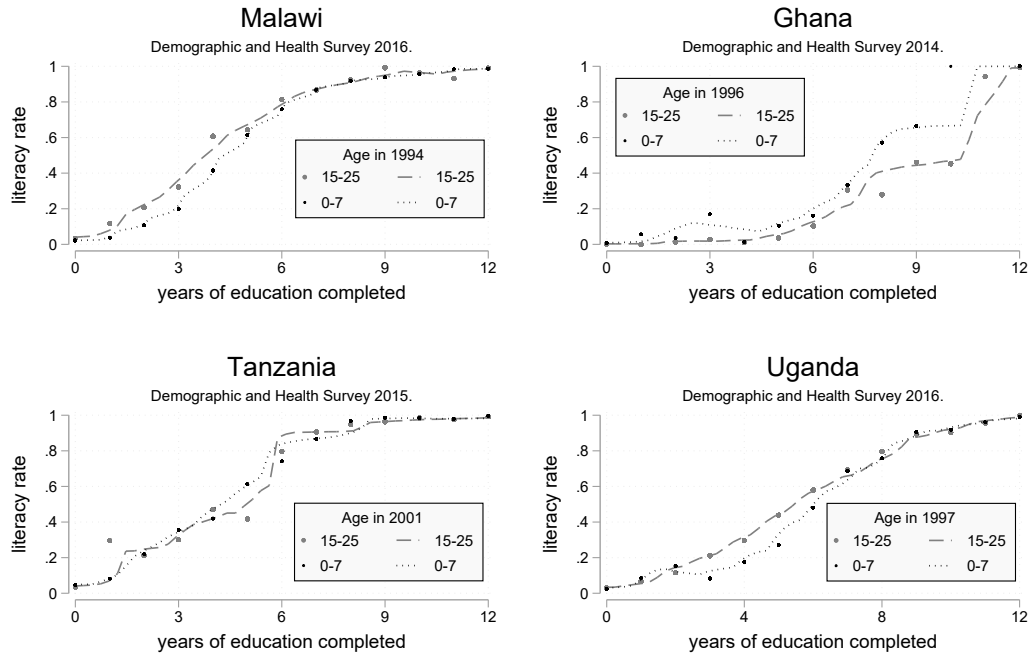 Malawi
Demographic and Health Survey 2016.
literacy rate
1
.8
.6
.4
.2
0
Age in 1994
15-25 15-25
0-7 0-7
0 3 6 9 12
years of education completed
Ghana
Demographic and Health Survey 2014.
literacy rate
1
.8
.6
.4
.2
0
Age in 1996
15-25 15-25
0-7 0-7
0 3 6 9 12
years of education completed
Tanzania
Demographic and Health Survey 2015.
literacy rate
1
.8
.6
.4
.2
0
Age in 2001
15-25 15-25
0-7 0-7
0 3 6 9 12
years of education completed
Uganda
Demographic and Health Survey 2016.
literacy rate
1
.8
.6
.4
.2
0
Age in 1997
15-25 15-25
0-7 0-7
0 4 8 12
years of education completed